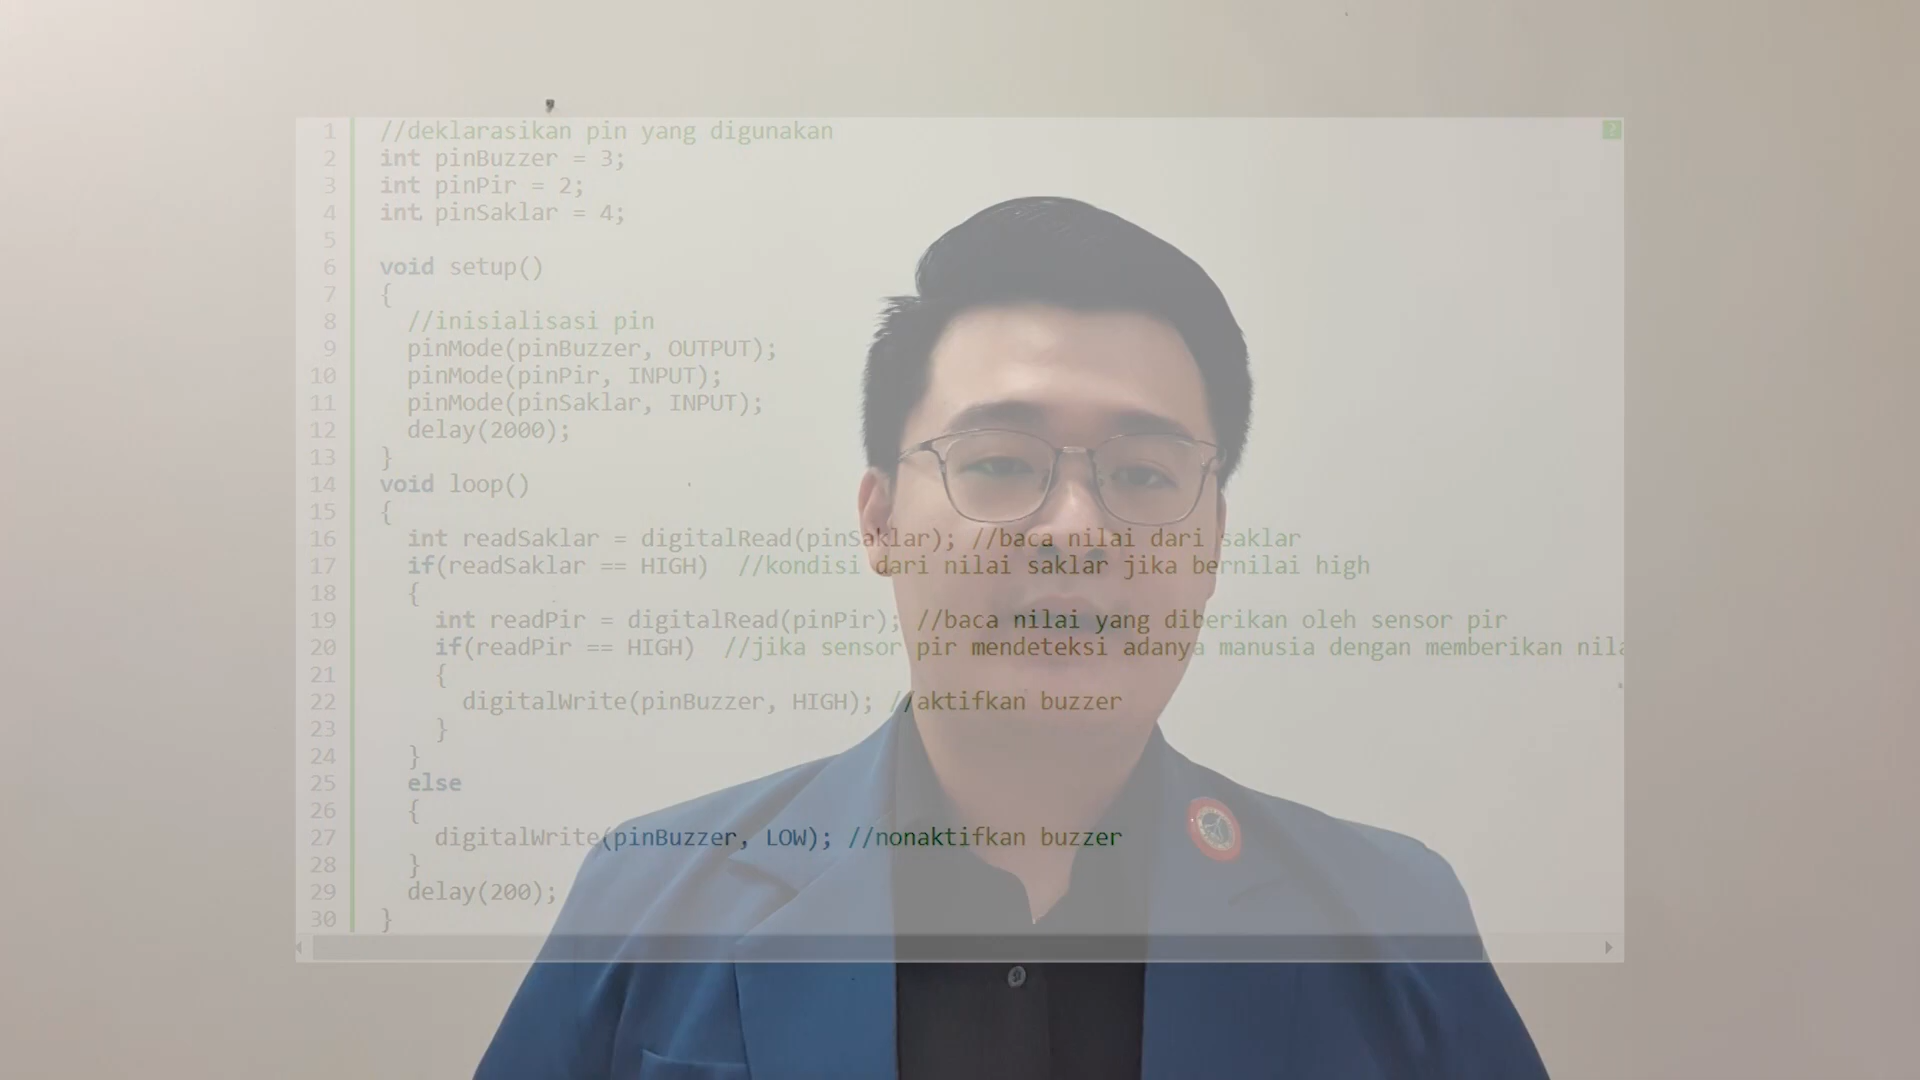 1 //deklarasikan pin yang digunakan
2 int pinBuzzer = 3;
3 int pinPir = 2;
4 int pinSaklar = 4;
5
6 void setup()
7 {
8 //inisialisasi pin
9 pinMode(pinBuzzer, OUTPUT);
10 pinMode(pinPir, INPUT);
11 pinMode(pinSaklar, INPUT);
12 delay(2000);
13 }
14 void loop()
15 {
16 int readSaklar = digitalRead(pinSaklar); //baca nilai dari saklar
17 if(readSaklar == HIGH) //kondisi dari nilai saklar jika bernilai high
18 {
19 int readPir = digitalRead(pinPir); //baca nilai yang diberikan oleh sensor pir
20 if(readPir == HIGH) //jika sensor pir mendeteksi adanya manusia dengan memberikan nila
21 {
22 digitalWrite(pinBuzzer, HIGH); //aktifkan buzzer
23 }
24 }
25 else
26 {
27 digitalWrite(pinBuzzer, LOW); //nonaktifkan buzzer
28 }
29 delay(200);
30 }
?